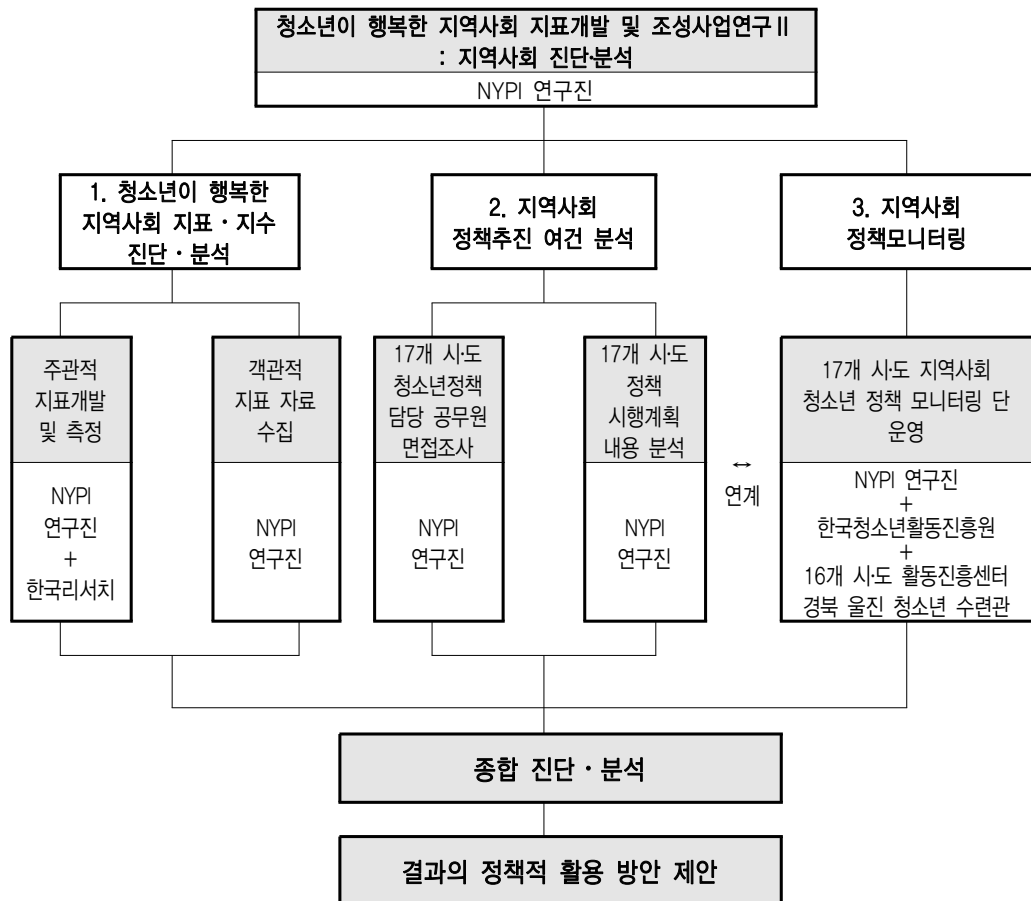 청소년이 행복한 지역사회 지표개발 및 조성사업연구Ⅱ
: 지역사회 진단·분석
NYPI 연구진
1. 청소년이 행복한
지역사회 지표・지수
진단・분석
2. 지역사회
정책추진 여건 분석
3. 지역사회
정책모니터링
주관적
지표개발
및 측정
NYPI
연구진
+
한국리서치
객관적
지표 자료
수집
NYPI
연구진
17개 시·도
청소년정책
담당 공무원
면접조사
NYPI
연구진
17개 시·도
정책
시행계획
내용 분석
NYPI
연구진
↔
연계
17개 시·도 지역사회
청소년 정책 모니터링 단
운영
NYPI 연구진
+
한국청소년활동진흥원
+
16개 시·도 활동진흥센터
경북 울진 청소년 수련관
종합 진단・분석
결과의 정책적 활용 방안 제안